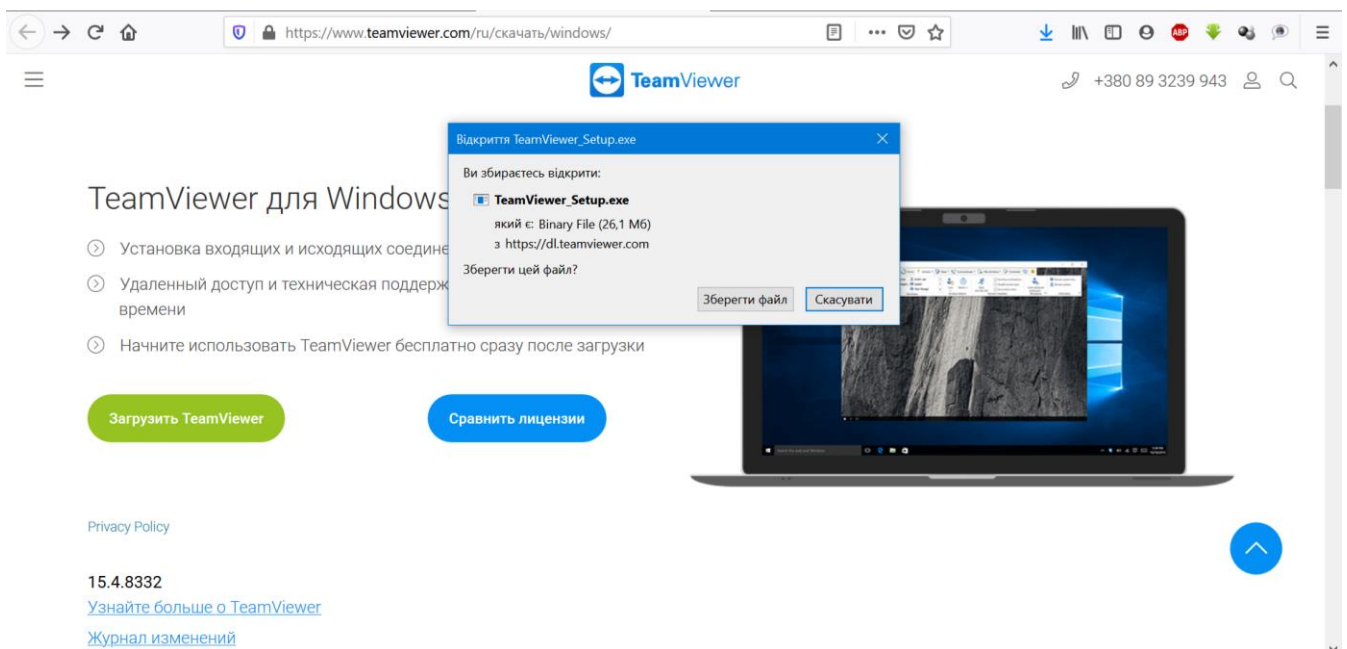 https://www.teamviewer.com/ru/скачать/windows/
ABP
TeamViewer
+380 89 3239 943
Відкриття TeamViewer_Setup.exe
Ви збираєтесь відкрити:
TeamViewer_Setup.exe
який є: Binary File (26,1 Мб)
з https://dl.teamviewer.com
Зберегти цей файл?
Зберегти файл Скасувати
TeamViewer для Windows
Установка входящих и исходящих соедине
Удаленный доступ и техническая поддерж
времени
Начните использовать TeamViewer бесплатно сразу после загрузки
Загрузить TeamViewer Сравнить лицензии
Privacy Policy
15.4.8332
Узнайте больше о TeamViewer
Журнал изменений